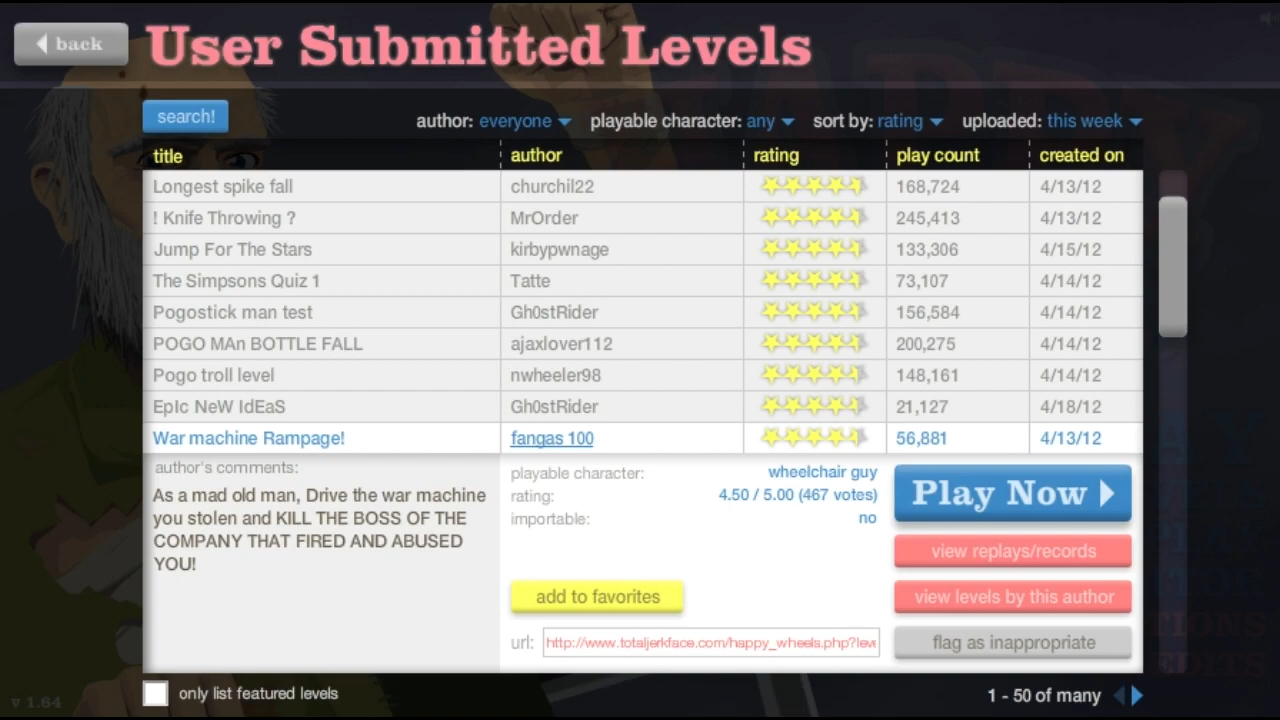 back
User Submitted Levels
search!
author: everyone playable character: any sort by: rating uploaded: this week
title author rating play count created on
Longest spike fall churchil22 168,724 4/13/12
! Knife Throwing ? MrOrder 245,413 4/13/12
Jump For The Stars kirbypwnage 133,306 4/15/12
The Simpsons Quiz 1 Tatte 73,107 4/14/12
Pogostick man test Gh0stRider 156,584 4/14/12
POGO MAn BOTTLE FALL ajaxlover112 200,275 4/14/12
Pogo troll level nwheeler98 148,161 4/14/12
EpIc NeW IdEaS Gh0stRider 21,127 4/18/12
War machine Rampage! fangas 100 56,881 4/13/12
author's comments:
As a mad old man, Drive the war machine
you stolen and KILL THE BOSS OF THE
COMPANY THAT FIRED AND ABUSED
YOU!
playable character: wheelchair guy
rating: 4.50 / 5.00 (467 votes)
importable: no
add to favorites
url: http://www.totaljerkface.com/happy_wheels.php?leve
Play Now
view replays/records
view levels by this author
flag as inappropriate
only list featured levels
1 - 50 of many
v 1.64